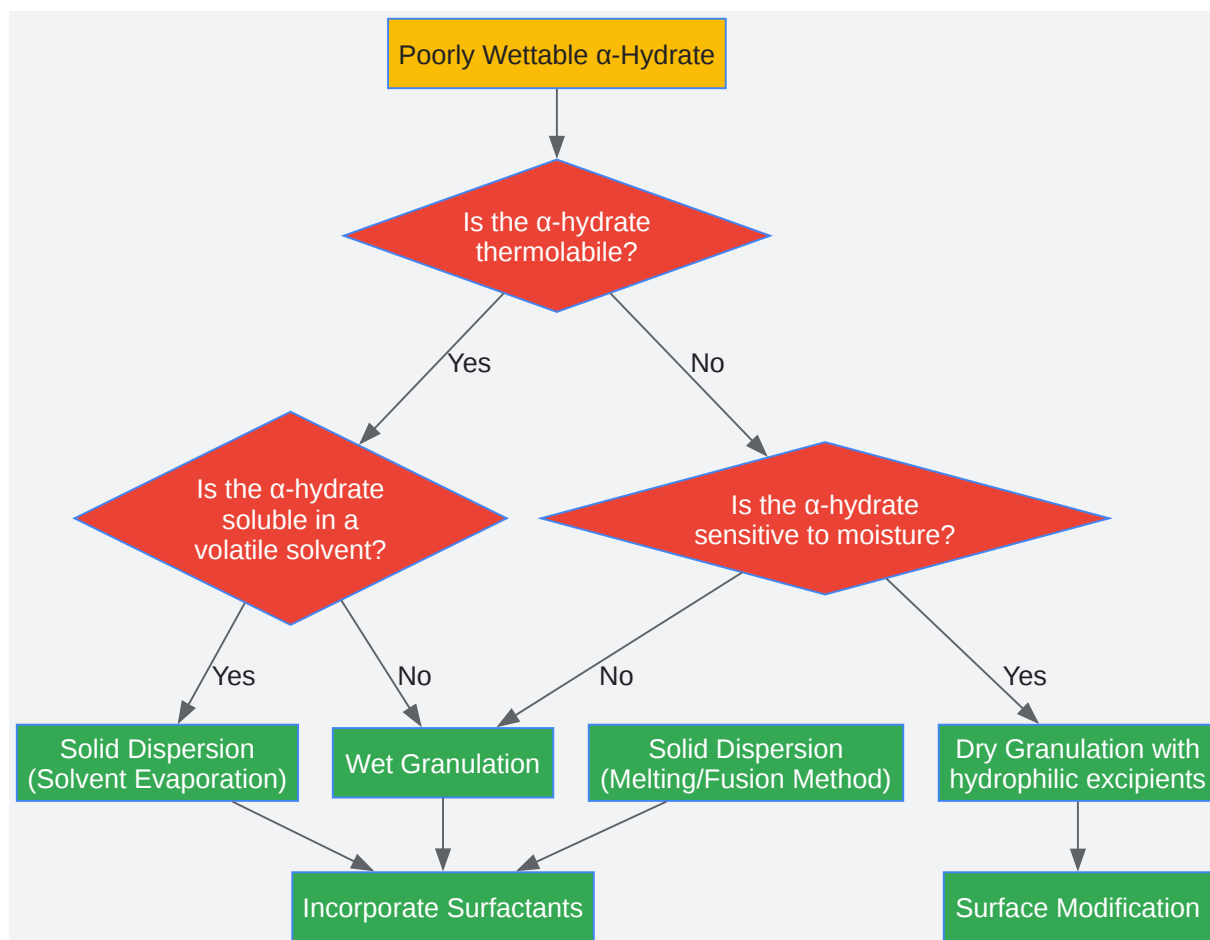 Poorly Wettable α-Hydrate
Is the α-hydrate
thermolabile?
Yes
No
Is the α-hydrate
soluble in a
volatile solvent?
Is the α-hydrate
sensitive to moisture?
Yes
No
No
Yes
Solid Dispersion
(Solvent Evaporation)
Wet Granulation
Solid Dispersion
(Melting/Fusion Method)
Dry Granulation with
hydrophilic excipients
Incorporate Surfactants
Surface Modification